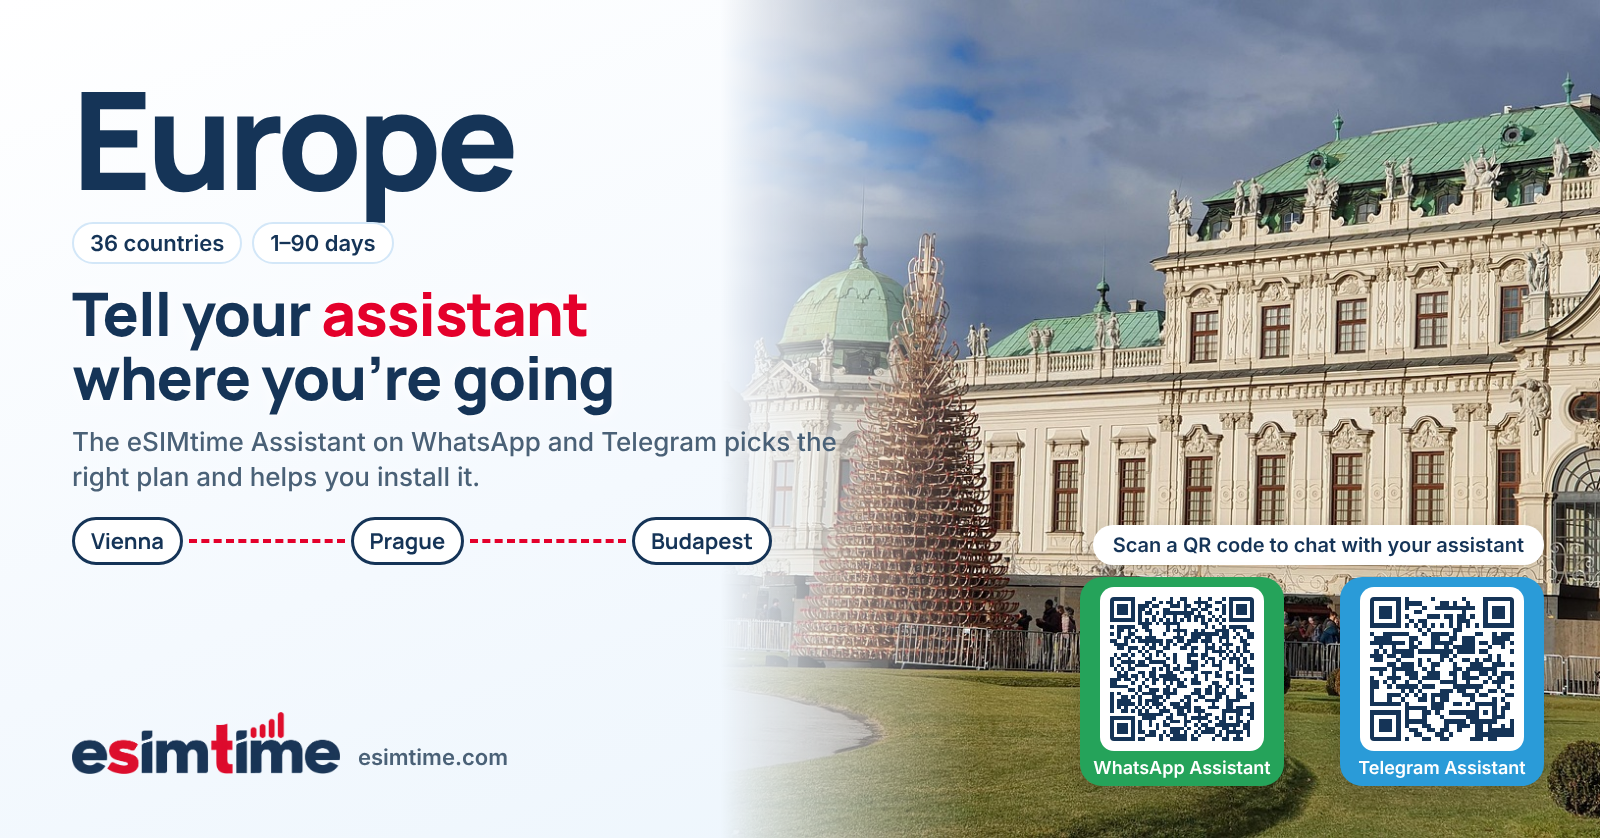 Europe
36 countries
1–90 days
Tell your assistant
where you’re going
The eSIMtime Assistant on WhatsApp and Telegram picks the
right plan and helps you install it.
Vienna
Prague
Budapest
Scan a QR code to chat with your assistant
WhatsApp Assistant
Telegram Assistant
esimtime
esimtime.com